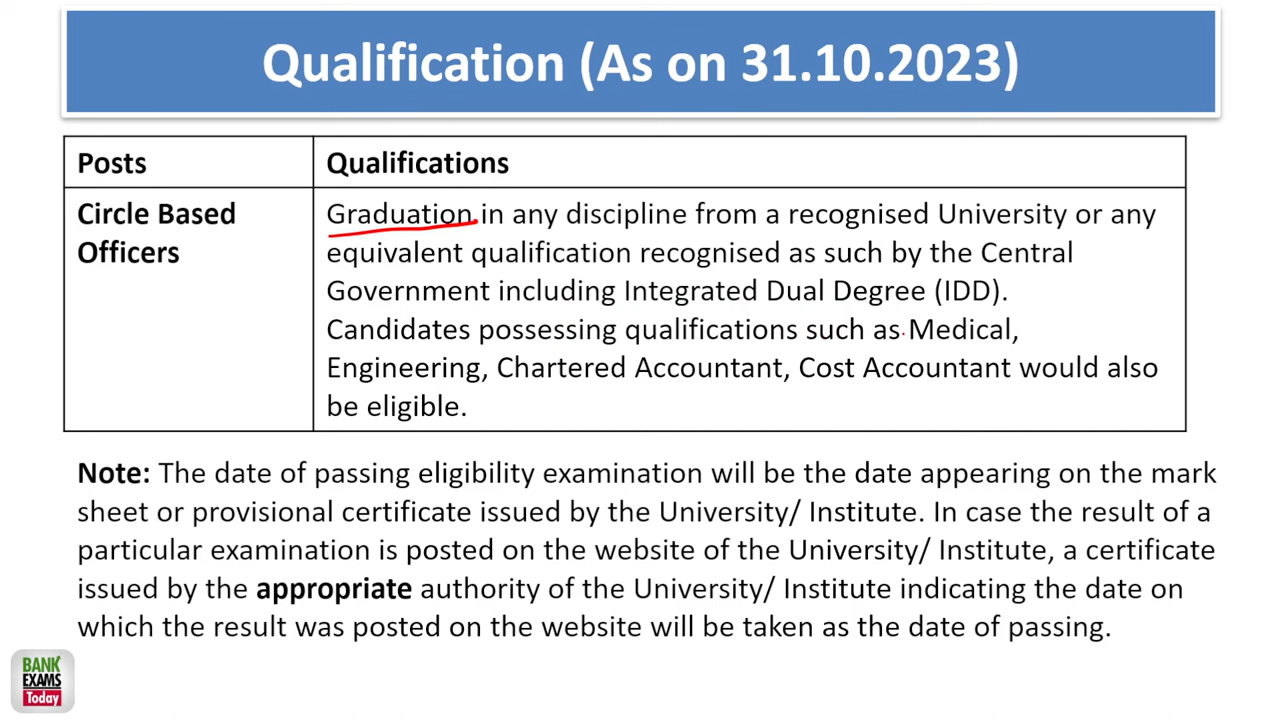 Qualification (As on 31.10.2023)
Posts
Qualifications
Circle Based
Officers
Graduation in any discipline from a recognised University or any
equivalent qualification recognised as such by the Central
Government including Integrated Dual Degree (IDD).
Candidates possessing qualifications such as Medical,
Engineering, Chartered Accountant, Cost Accountant would also
be eligible.
Note: The date of passing eligibility examination will be the date appearing on the mark
sheet or provisional certificate issued by the University/ Institute. In case the result of a
particular examination is posted on the website of the University/ Institute, a certificate
issued by the appropriate authority of the University/ Institute indicating the date on
which the result was posted on the website will be taken as the date of passing.
BANK
EXAMS
Today